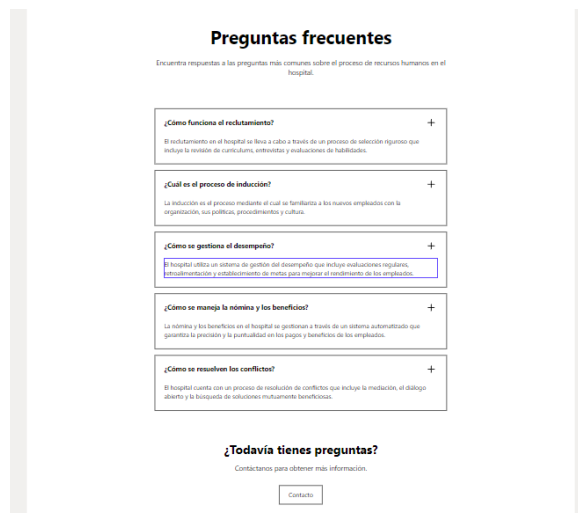 Preguntas frecuentes
Encuentra respuestas a las preguntas más comunes sobre el proceso de recursos humanos en el
hospital.
¿Cómo funciona el reclutamiento?
El reclutamiento en el hospital se lleva a cabo a través de un proceso de selección riguroso que
incluye la revisión de currículums, entrevistas y evaluaciones de habilidades.
¿Cuál es el proceso de inducción?
La inducción es el proceso mediante el cual se familiariza a los nuevos empleados con la
organización, sus políticas, procedimientos y cultura.
¿Cómo se gestiona el desempeño?
El hospital utiliza un sistema de gestión del desempeño que incluye evaluaciones regulares,
retroalimentación y establecimiento de metas para mejorar el rendimiento de los empleados.
¿Cómo se maneja la nómina y los beneficios?
La nómina y los beneficios en el hospital se gestionan a través de un sistema automatizado que
garantiza la precisión y la puntualidad en los pagos y beneficios de los empleados.
¿Cómo se resuelven los conflictos?
El hospital cuenta con un proceso de resolución de conflictos que incluye la mediación, el diálogo
abierto y la búsqueda de soluciones mutuamente beneficiosas.
¿Todavía tienes preguntas?
Contáctanos para obtener más información.
Contacto